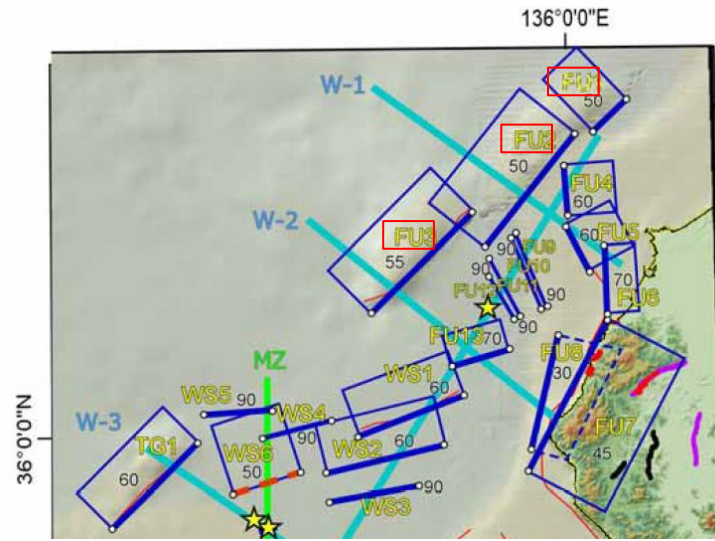 136°0'0"E
W-1
FU1
50
FU2
50
FU4
60
W-2
FU3
55
FU5
60
FU9
90
FU10
90
FU11
FU12
70
FU6
90
90
FU13
70
FU8
30
MZ
WS1
60
WS5
90
WS4
90
W-3
36°0'0"N
TG1
60
WS6
50
WS2
60
FU7
45
WS3
90